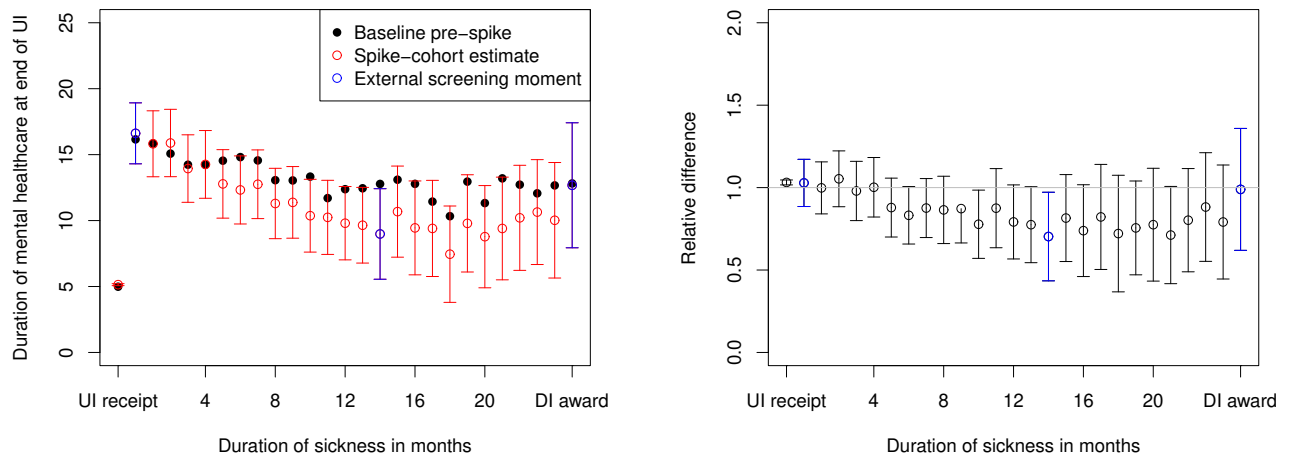 Duration of mental healthcare at end of UI
25
20
15
10
5
0
Baseline pre−spike
Spike−cohort estimate
External screening moment
UI receipt 4 8 12 16 20 DI award
Duration of sickness in months
Relative difference
2.0
1.5
1.0
0.5
0.0
UI receipt 4 8 12 16 20 DI award
Duration of sickness in months